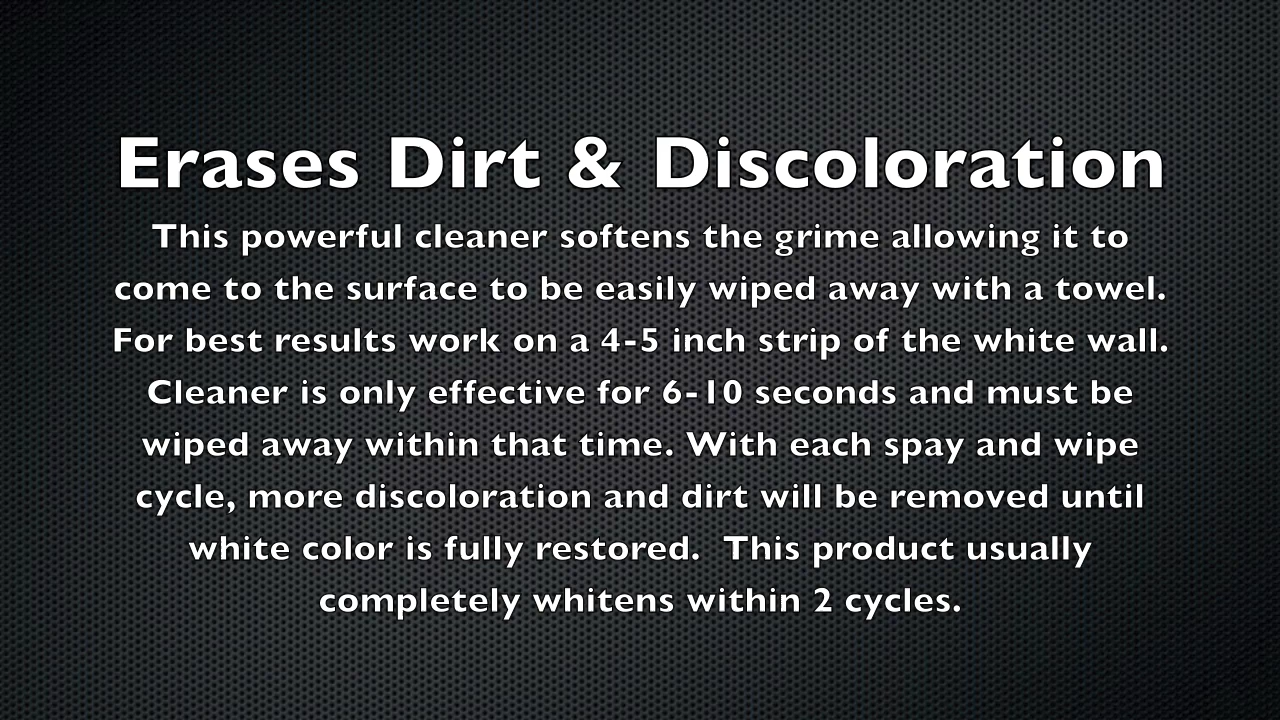 Erases Dirt & Discoloration
This powerful cleaner softens the grime allowing it to
come to the surface to be easily wiped away with a towel.
For best results work on a 4-5 inch strip of the white wall.
Cleaner is only effective for 6-10 seconds and must be
wiped away within that time. With each spay and wipe
cycle, more discoloration and dirt will be removed until
white color is fully restored.  This product usually
completely whitens within 2 cycles.